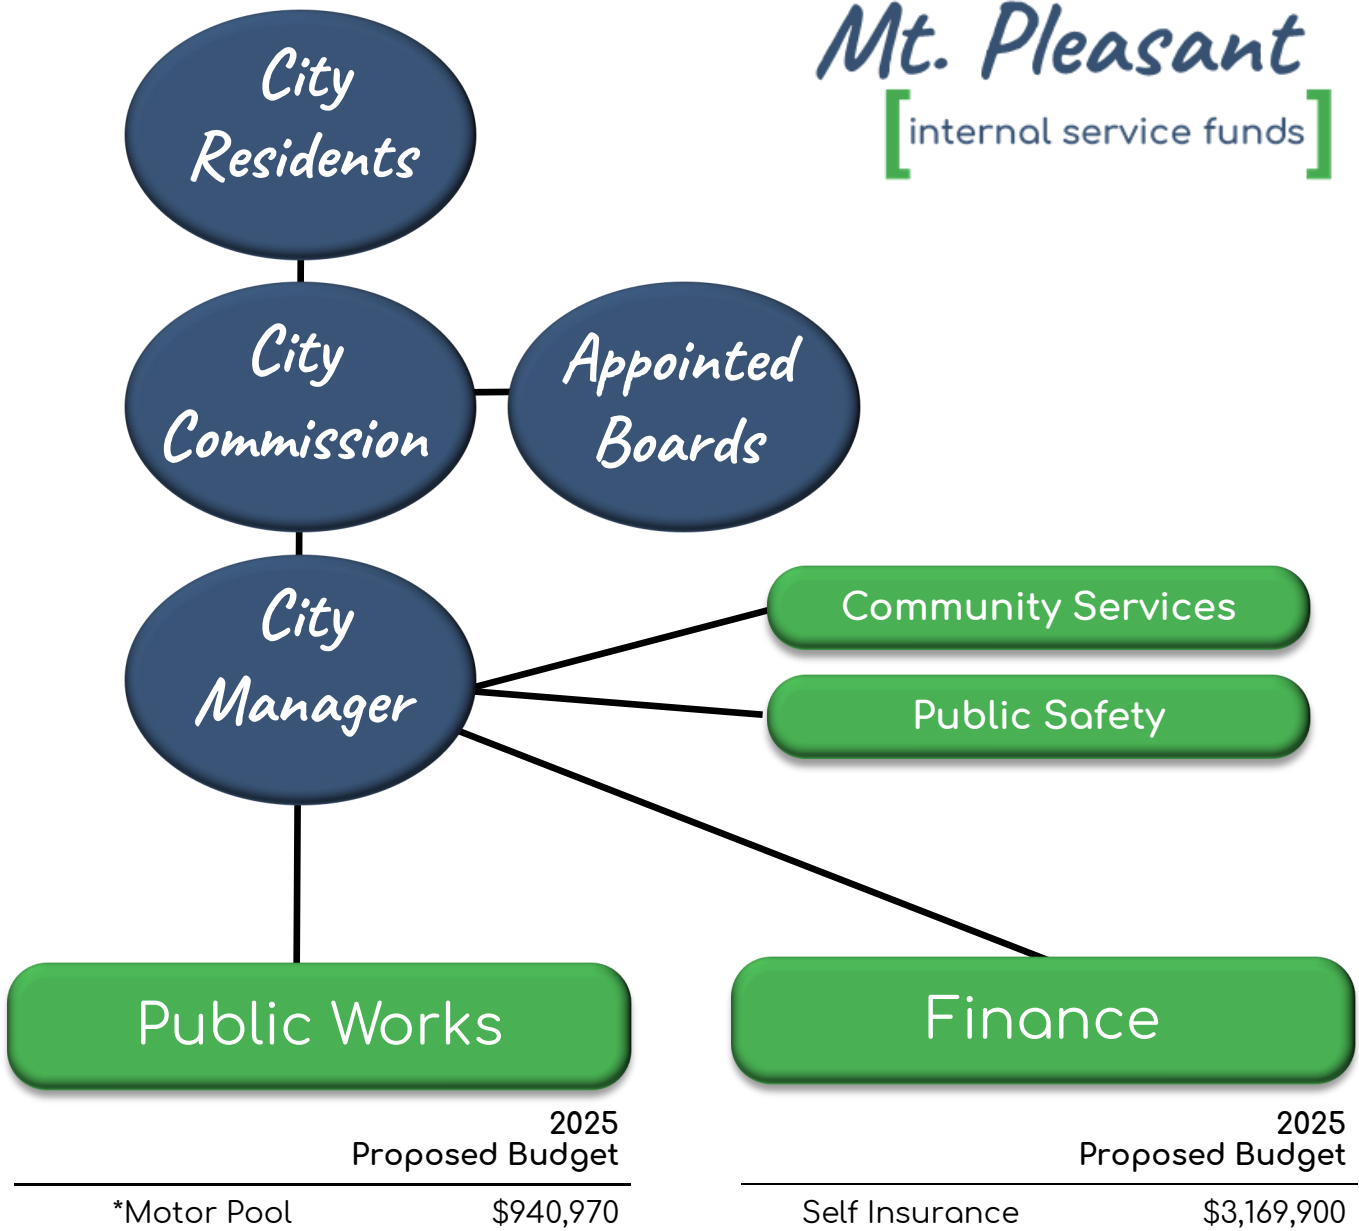 Mt. Pleasant
[internal service funds]
City
Residents
City
Commission
Appointed
Boards
City
Manager
Community Services
Public Safety
Public Works
Finance
2025
Proposed Budget
*Motor Pool $940,970
2025
Proposed Budget
Self Insurance $3,169,900